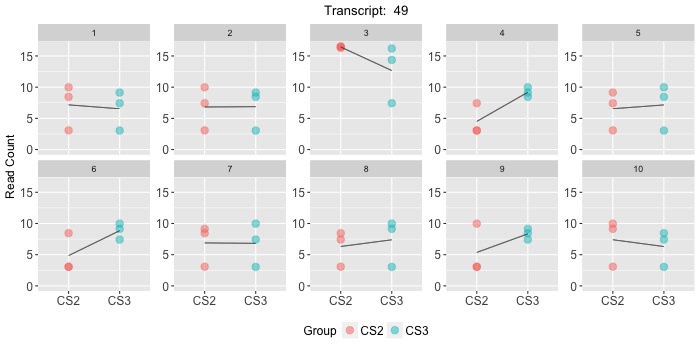 Transcript: 49
1 2 3 4 5
15
10
5
0
Read Count
6 7 8 9 10
15
10
5
0
CS2 CS3 CS2 CS3 CS2 CS3 CS2 CS3 CS2 CS3
Group CS2 CS3